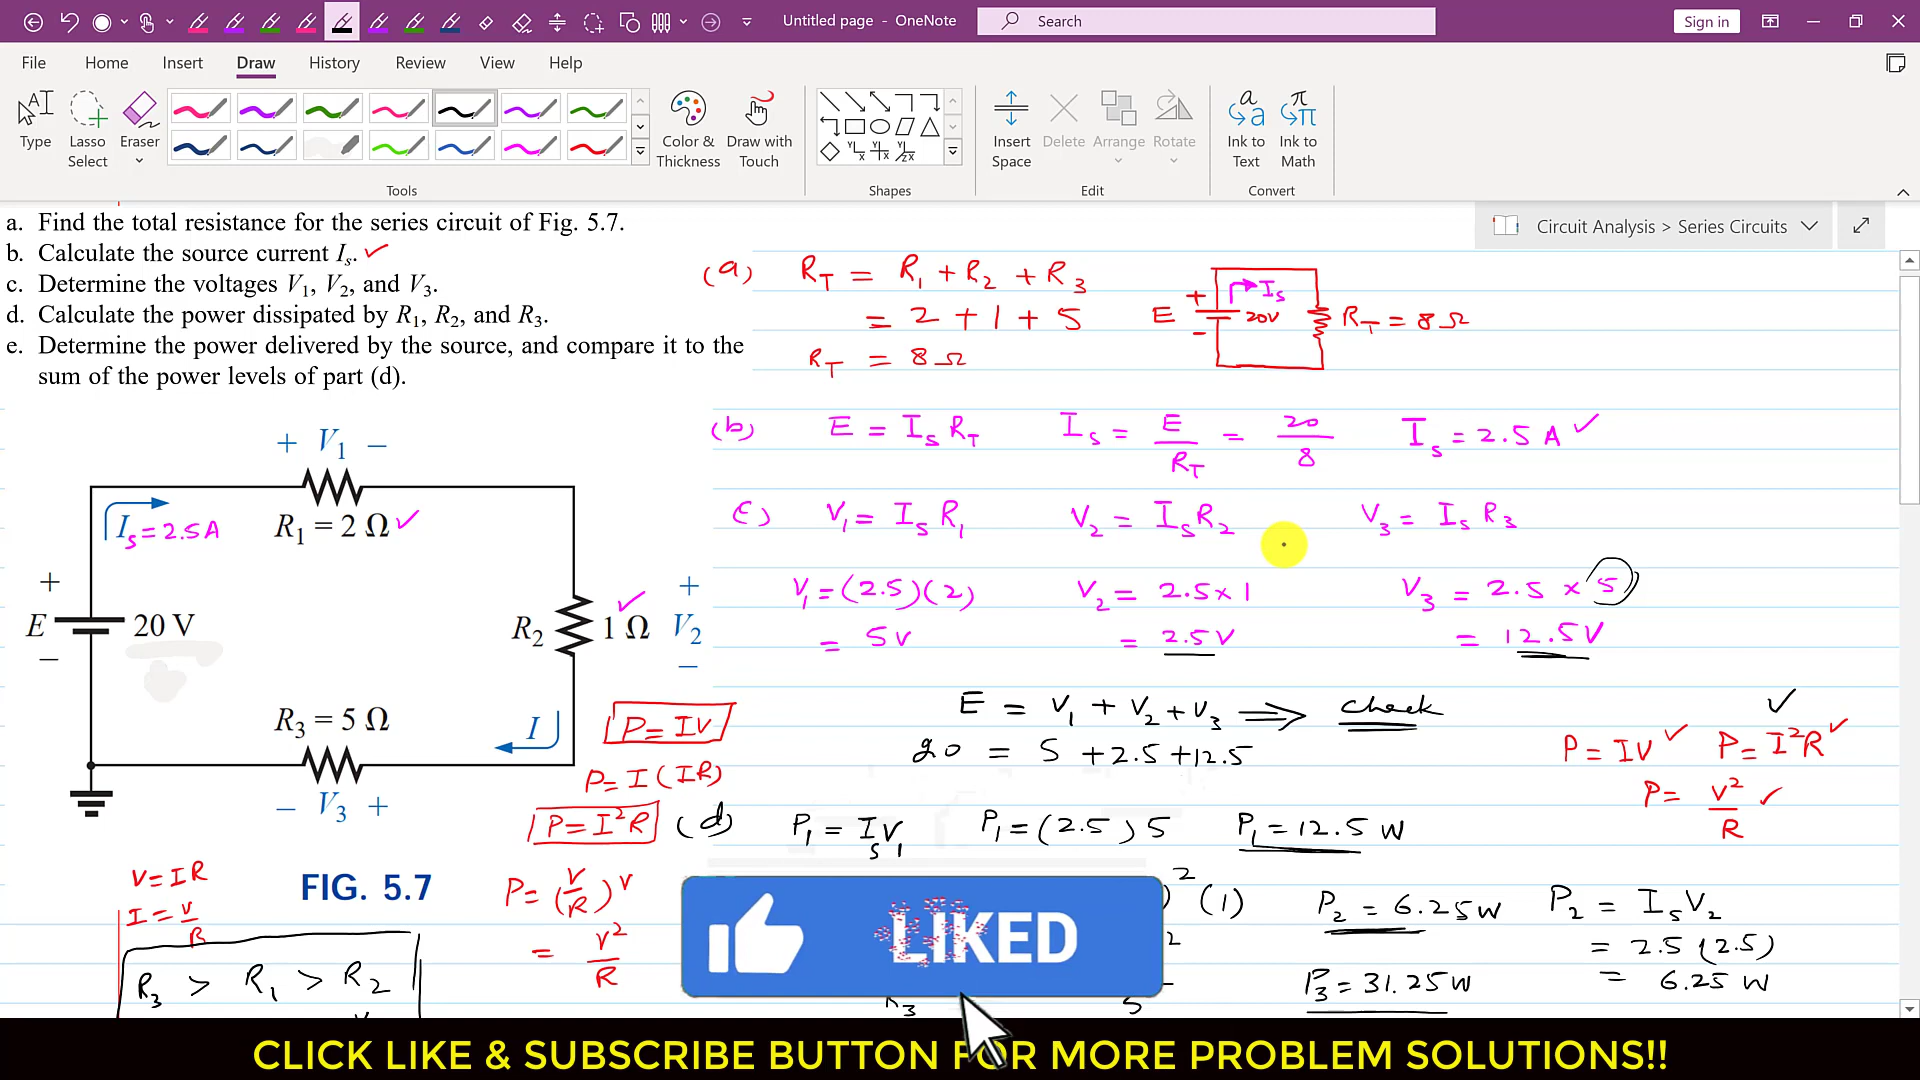 Untitled page - OneNote
Search
Sign in
File Home Insert Draw History Review View Help
Type
Lasso Select
Eraser
Color & Thickness
Draw with Touch
Insert Space
Delete
Arrange
Rotate
Ink to Text
Ink to Math
Tools
Shapes
Edit
Convert
Circuit Analysis > Series Circuits
a. Find the total resistance for the series circuit of Fig. 5.7.
b. Calculate the source current Is. ✓
c. Determine the voltages V1, V2, and V3.
d. Calculate the power dissipated by R1, R2, and R3.
e. Determine the power delivered by the source, and compare it to the
sum of the power levels of part (d).
(a) RT = R1 + R2 + R3
= 2 + 1 + 5
RT = 8 Ω
Is
E + - 20V
RT = 8 Ω
(b) E = Is RT Is = E/RT = 20/8 Is = 2.5 A ✓
(c) V1 = Is R1 V2 = Is R2 V3 = Is R3
V1 = (2.5)(2) V2 = 2.5 × 1 V3 = 2.5 × 5
= 5V = 2.5V = 12.5V
E = V1 + V2 + V3 ⟹ check
20 = 5 + 2.5 + 12.5
✓
P = IV ✓ P = I²R ✓
P = V²/R ✓
(d) P1 = Is V1 P1 = (2.5) 5 P1 = 12.5 W
)² (1) P2 = 6.25W P2 = Is V2
= 2.5 (2.5)
= 6.25 W
P3 = 31.25W
R3
5
+ V1 -
Is = 2.5A
R1 = 2 Ω ✓
+
E 20 V
-
R2 1 Ω ✓
+
V2
-
R3 = 5 Ω
I
- V3 +
FIG. 5.7
P = IV
P = I (IR)
P = I²R
P = (V/R) V
= V²/R
V = IR
I = V/R
R3 > R1 > R2
LIKED
CLICK LIKE & SUBSCRIBE BUTTON FOR MORE PROBLEM SOLUTIONS!!